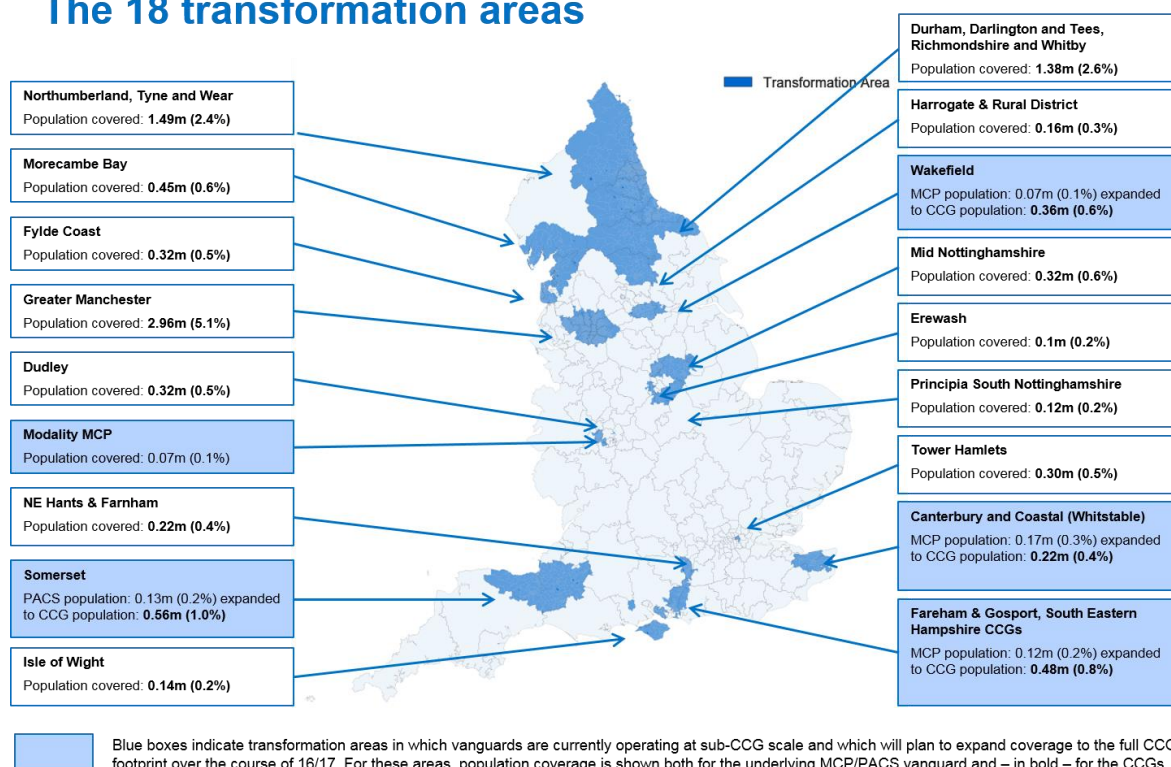 The 18 transformation areas
Transformation Area
Northumberland, Tyne and Wear
Population covered: 1.49m (2.4%)
Morecambe Bay
Population covered: 0.45m (0.6%)
Fylde Coast
Population covered: 0.32m (0.5%)
Greater Manchester
Population covered: 2.96m (5.1%)
Dudley
Population covered: 0.32m (0.5%)
Modality MCP
Population covered: 0.07m (0.1%)
NE Hants & Farnham
Population covered: 0.22m (0.4%)
Somerset
PACS population: 0.13m (0.2%) expanded
to CCG population: 0.56m (1.0%)
Isle of Wight
Population covered: 0.14m (0.2%)
Durham, Darlington and Tees,
Richmondshire and Whitby
Population covered: 1.38m (2.6%)
Harrogate & Rural District
Population covered: 0.16m (0.3%)
Wakefield
MCP population: 0.07m (0.1%) expanded
to CCG population: 0.36m (0.6%)
Mid Nottinghamshire
Population covered: 0.32m (0.6%)
Erewash
Population covered: 0.1m (0.2%)
Principia South Nottinghamshire
Population covered: 0.12m (0.2%)
Tower Hamlets
Population covered: 0.30m (0.5%)
Canterbury and Coastal (Whitstable)
MCP population: 0.17m (0.3%) expanded
to CCG population: 0.22m (0.4%)
Fareham & Gosport, South Eastern
Hampshire CCGs
MCP population: 0.12m (0.2%) expanded
to CCG population: 0.48m (0.8%)
Blue boxes indicate transformation areas in which vanguards are currently operating at sub-CCG scale and which will plan to expand coverage to the full CCG
footprint over the course of 16/17. For these areas, population coverage is shown both for the underlying MCP/PACS vanguard and – in bold – for the CCGs